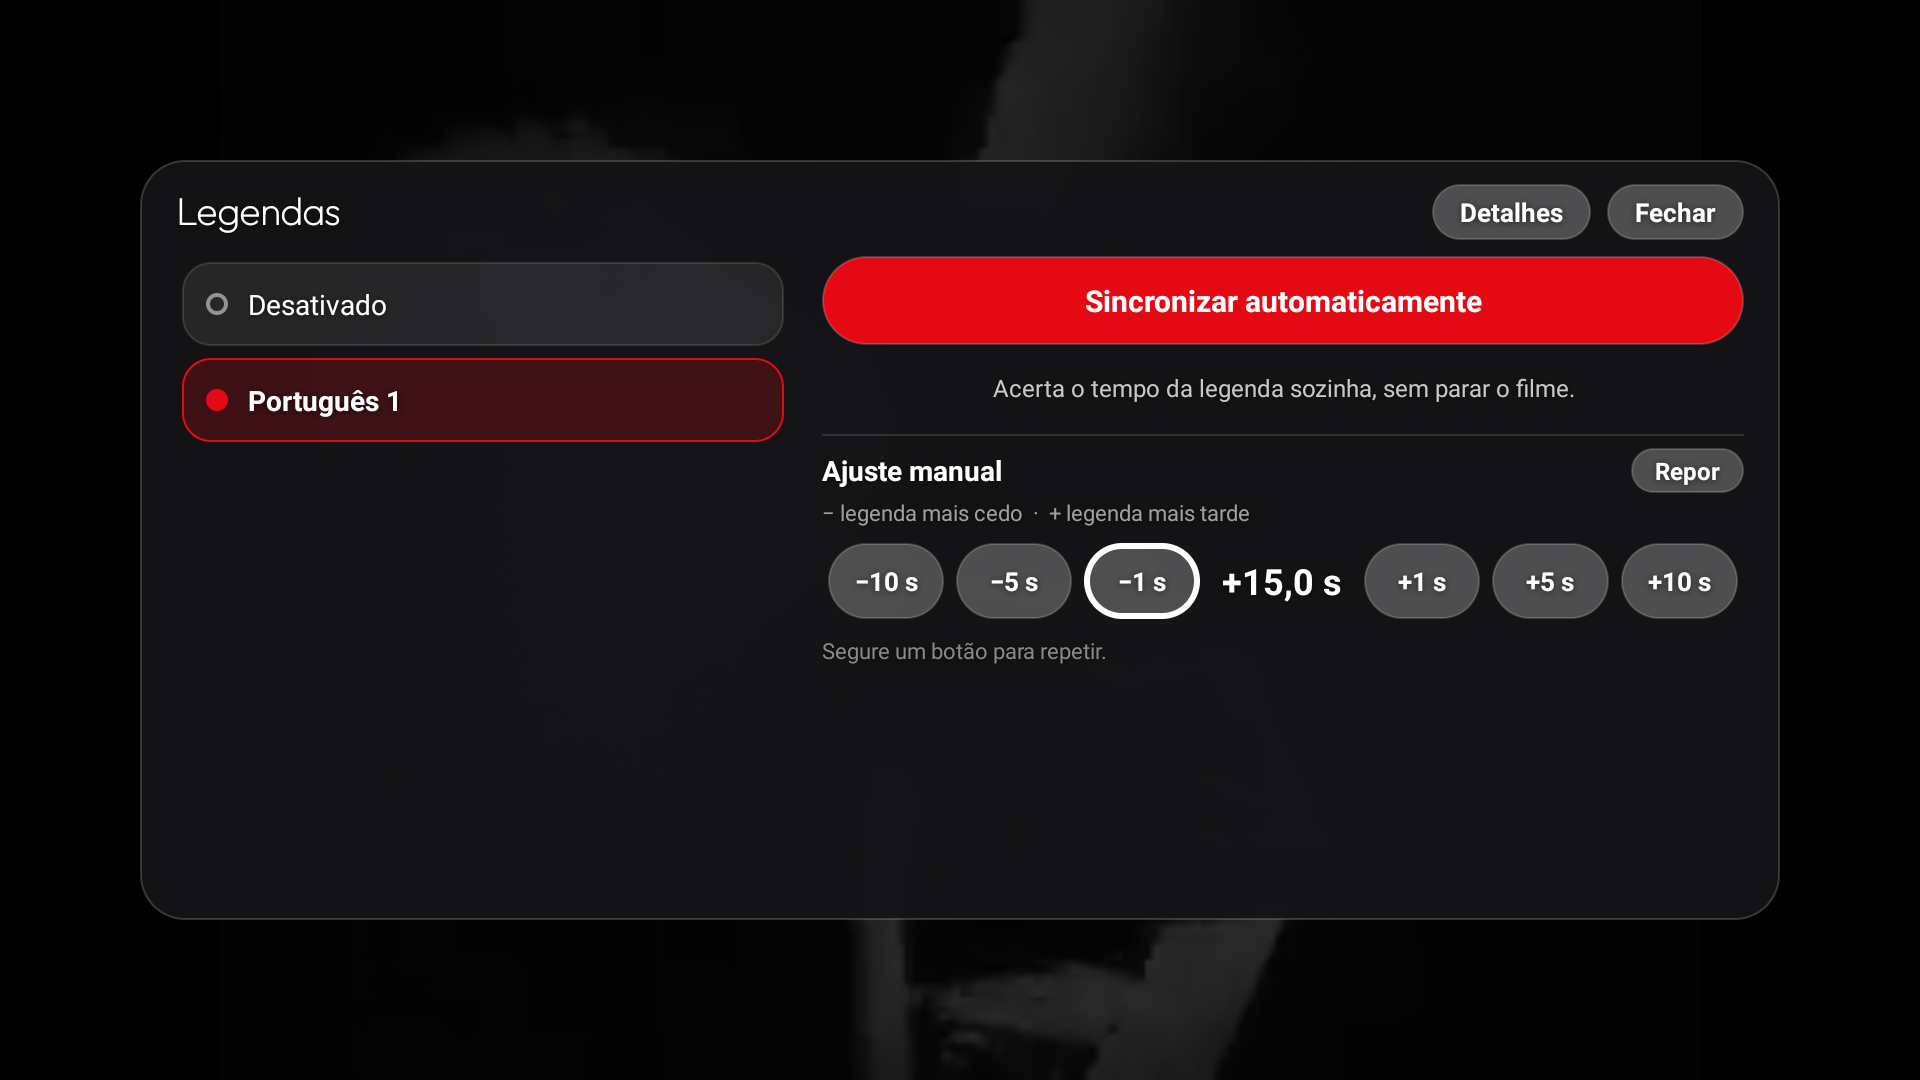 Legendas
Detalhes
Fechar
Desativado
Português 1
Sincronizar automaticamente
Acerta o tempo da legenda sozinha, sem parar o filme.
Ajuste manual
Repor
− legenda mais cedo · + legenda mais tarde
−10 s
−5 s
−1 s
+15,0 s
+1 s
+5 s
+10 s
Segure um botão para repetir.